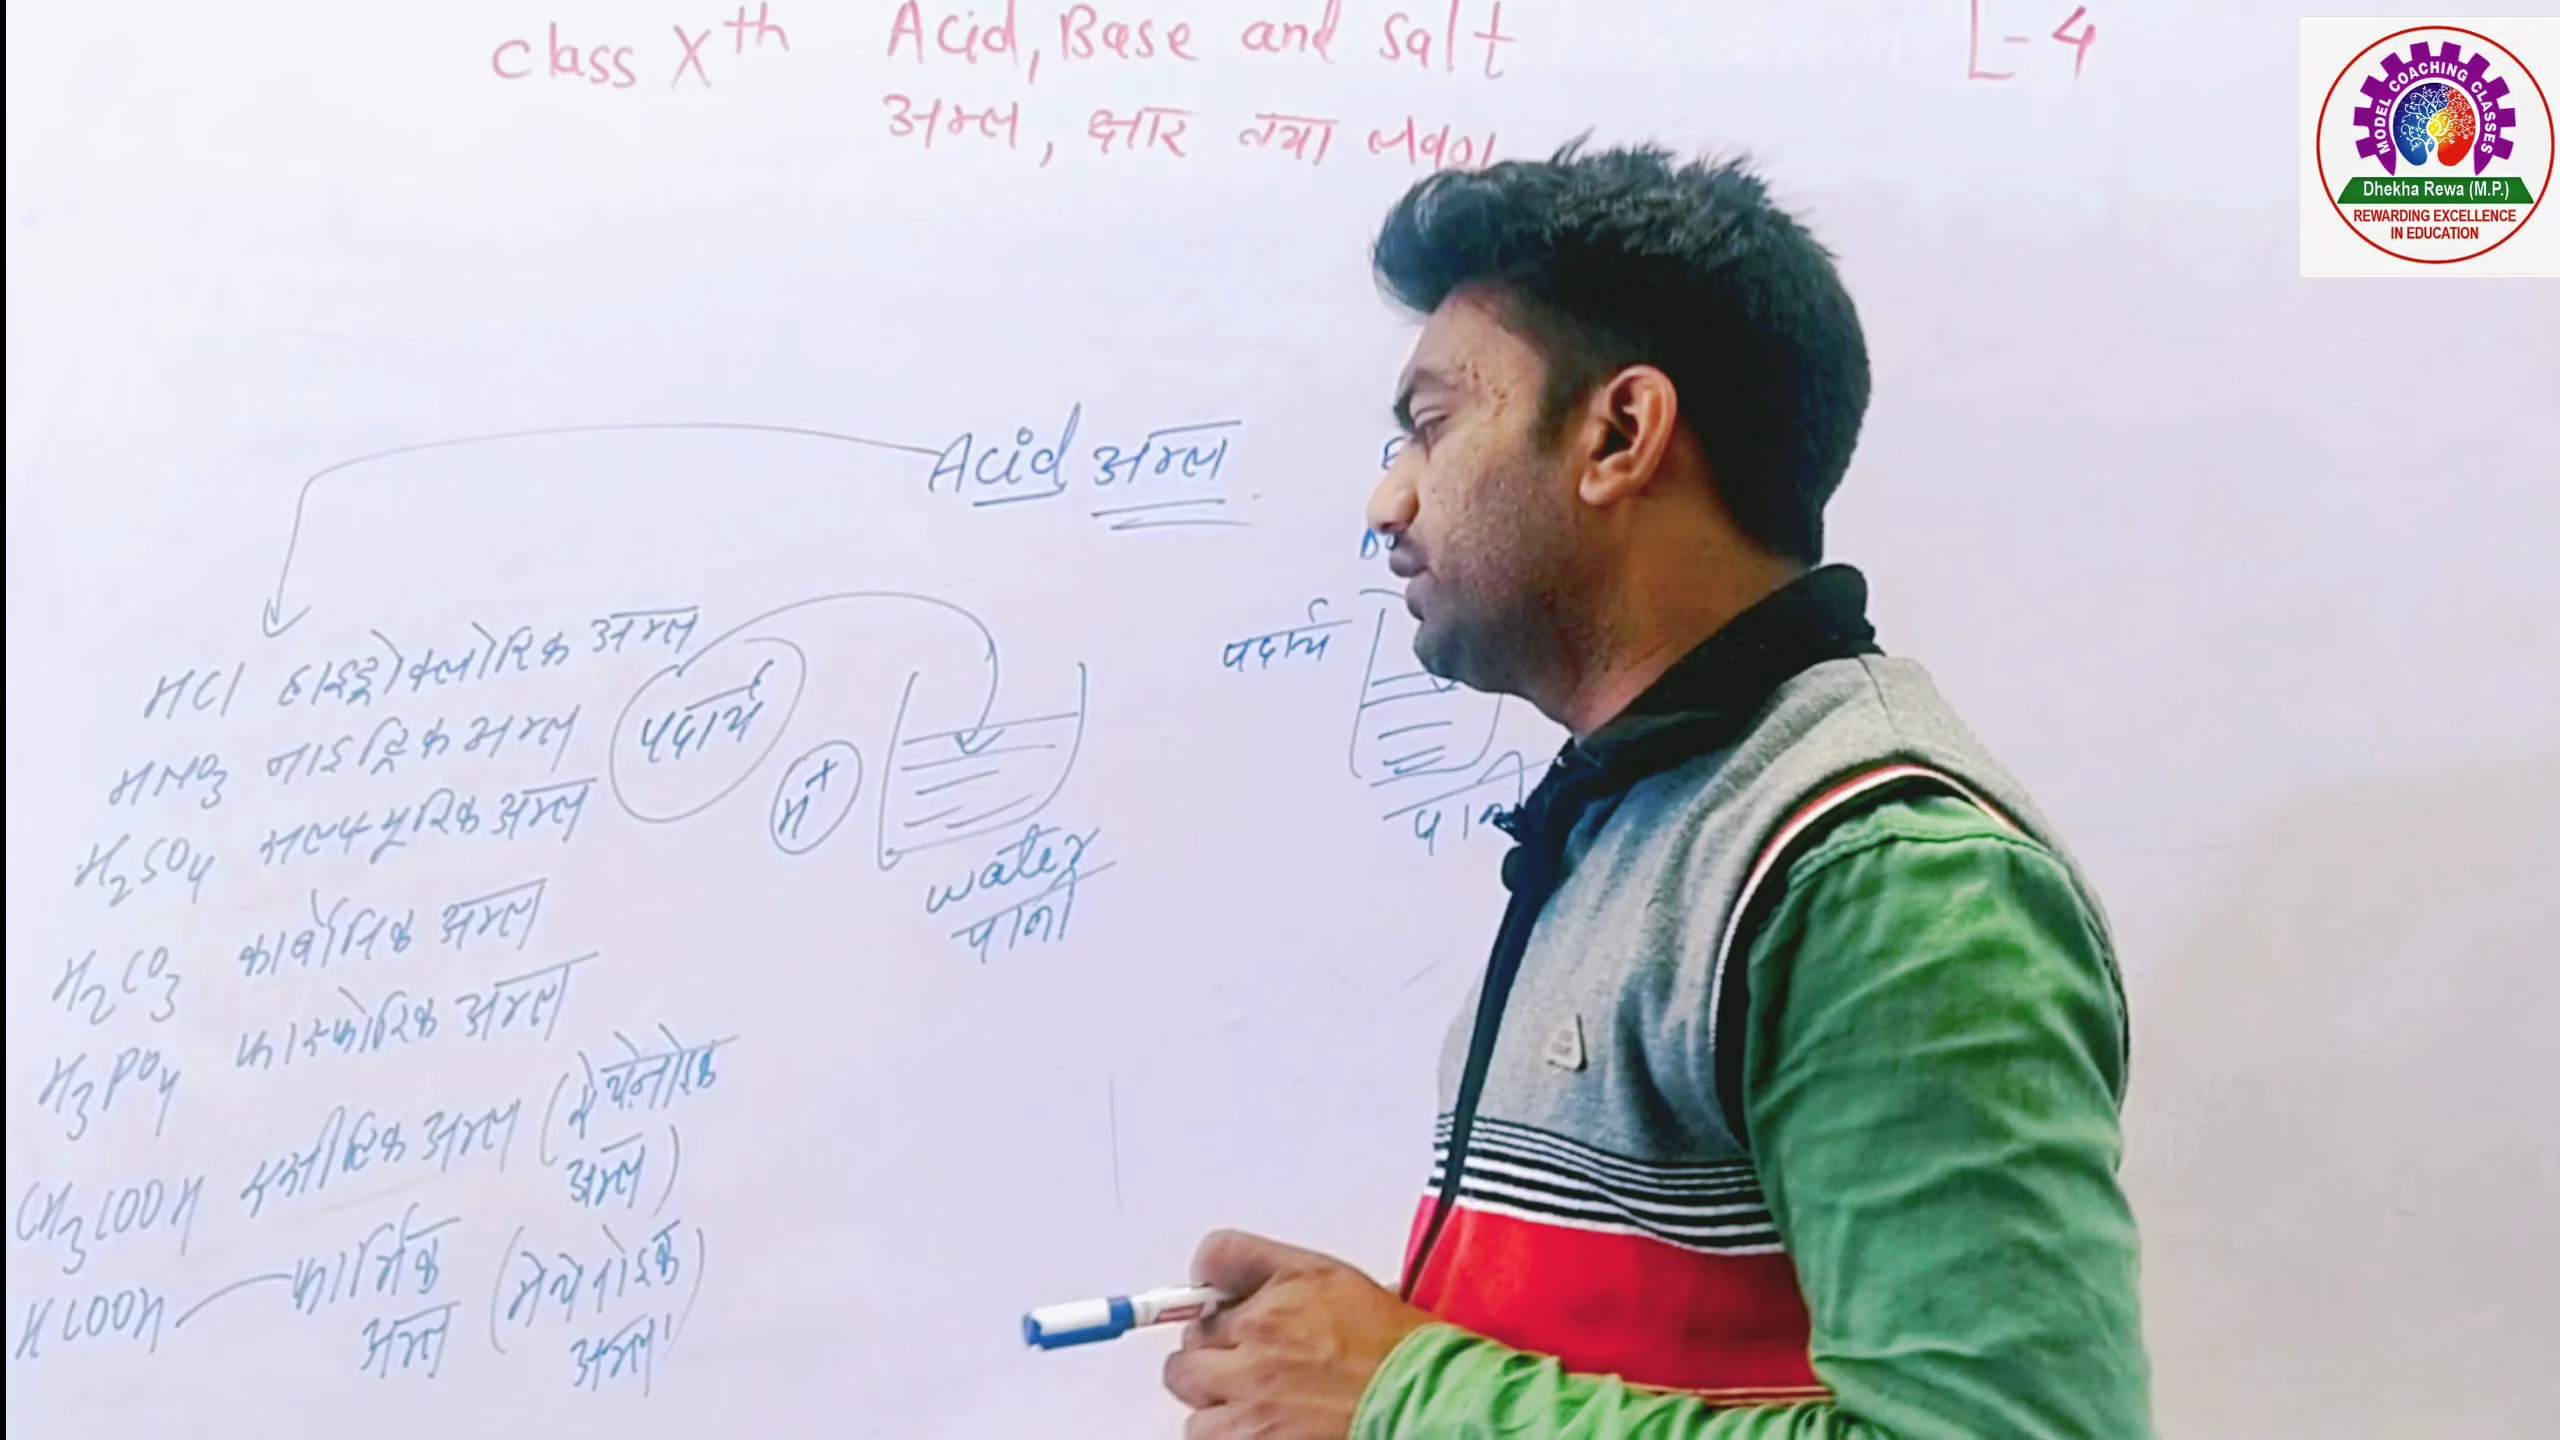 class Xth Acid, Base and Salt L-4
अम्ल, क्षार तथा लवण
MODEL COACHING CLASSES
Dhekha Rewa (M.P.)
REWARDING EXCELLENCE
IN EDUCATION
Acid अम्ल
HCl हाइड्रोक्लोरिक अम्ल
HNO3 नाइट्रिक अम्ल
H2SO4 सल्फ्यूरिक अम्ल
H2CO3 कार्बोनिक अम्ल
H3PO4 फास्फोरिक अम्ल
CH3COOH एसीटिक अम्ल (मेथेनोइक
अम्ल)
HCOOH फार्मिक (मेथेनोइक
अम्ल अम्ल)
पदार्थ
H+
water
पानी
पदार्थ